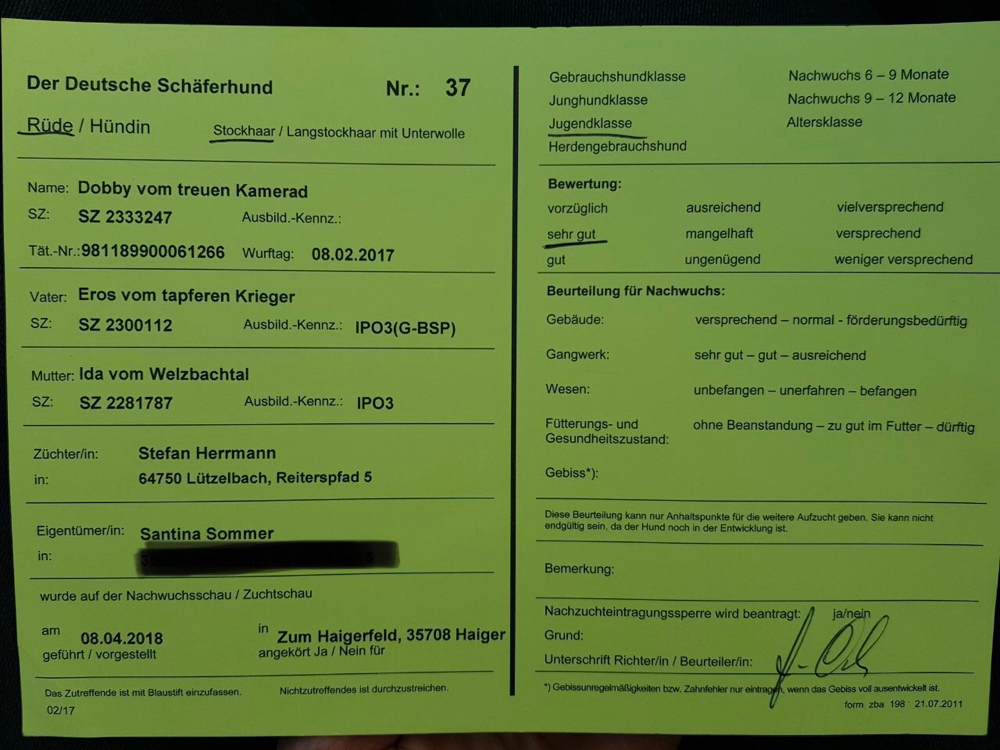 Der Deutsche Schäferhund Nr.: 37
Rüde / Hündin Stockhaar / Langstockhaar mit Unterwolle
Name: Dobby vom treuen Kamerad
SZ: SZ 2333247 Ausbild.-Kennz.:
Tät.-Nr.:981189900061266 Wurftag: 08.02.2017
Vater: Eros vom tapferen Krieger
SZ: SZ 2300112 Ausbild.-Kennz.: IPO3(G-BSP)
Mutter: Ida vom Welzbachtal
SZ: SZ 2281787 Ausbild.-Kennz.: IPO3
Züchter/in: Stefan Herrmann
in: 64750 Lützelbach, Reiterspfad 5
Eigentümer/in: Santina Sommer
in:
wurde auf der Nachwuchsschau / Zuchtschau
am 08.04.2018 in Zum Haigerfeld, 35708 Haiger
geführt / vorgestellt angekört Ja / Nein für
Das Zutreffende ist mit Blaustift einzufassen. Nichtzutreffendes ist durchzustreichen.
02/17
Gebrauchshundklasse Nachwuchs 6 – 9 Monate
Junghundklasse Nachwuchs 9 – 12 Monate
Jugendklasse Altersklasse
Herdengebrauchshund
Bewertung:
vorzüglich ausreichend vielversprechend
sehr gut mangelhaft versprechend
gut ungenügend weniger versprechend
Beurteilung für Nachwuchs:
Gebäude: versprechend – normal - förderungsbedürftig
Gangwerk: sehr gut – gut – ausreichend
Wesen: unbefangen – unerfahren – befangen
Fütterungs- und ohne Beanstandung – zu gut im Futter – dürftig
Gesundheitszustand:
Gebiss*):
Diese Beurteilung kann nur Anhaltspunkte für die weitere Aufzucht geben. Sie kann nicht
endgültig sein, da der Hund noch in der Entwicklung ist.
Bemerkung:
Nachzuchteintragungssperre wird beantragt: ja/nein
Grund:
Unterschrift Richter/in / Beurteiler/in:
*) Gebissunregelmäßigkeiten bzw. Zahnfehler nur eintragen, wenn das Gebiss voll ausentwickelt ist.
form zba 198 21.07.2011